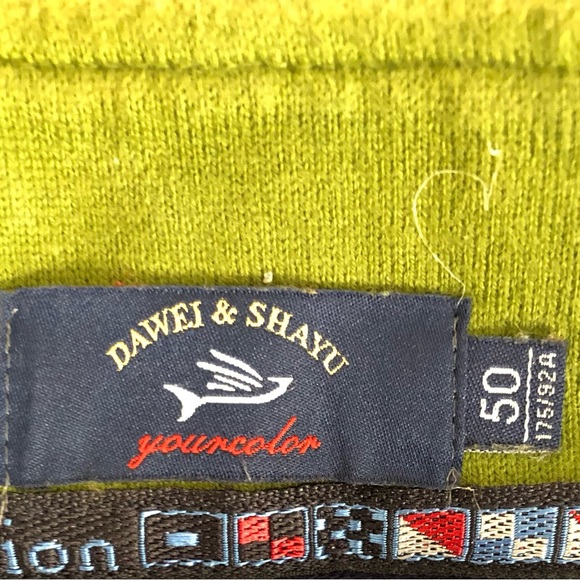 DAWEI & SHAYU
yourcolor
50
175/92A
ion